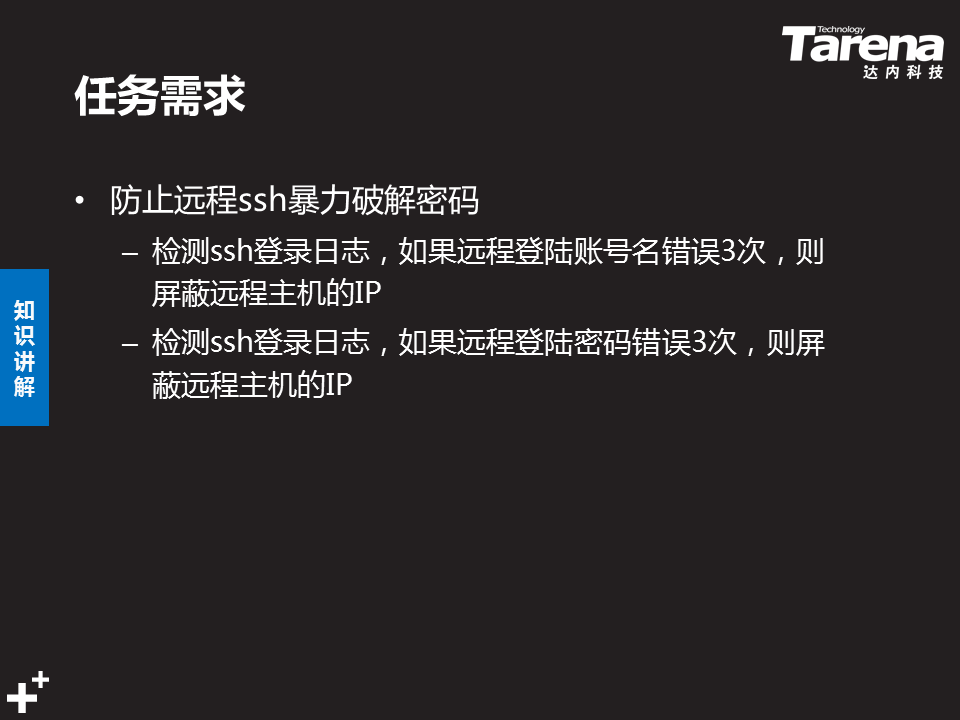 Technology
Tarena
达内科技
任务需求
• 防止远程ssh暴力破解密码
– 检测ssh登录日志，如果远程登陆账号名错误3次，则
屏蔽远程主机的IP
– 检测ssh登录日志，如果远程登陆密码错误3次，则屏
蔽远程主机的IP
知
识
讲
解